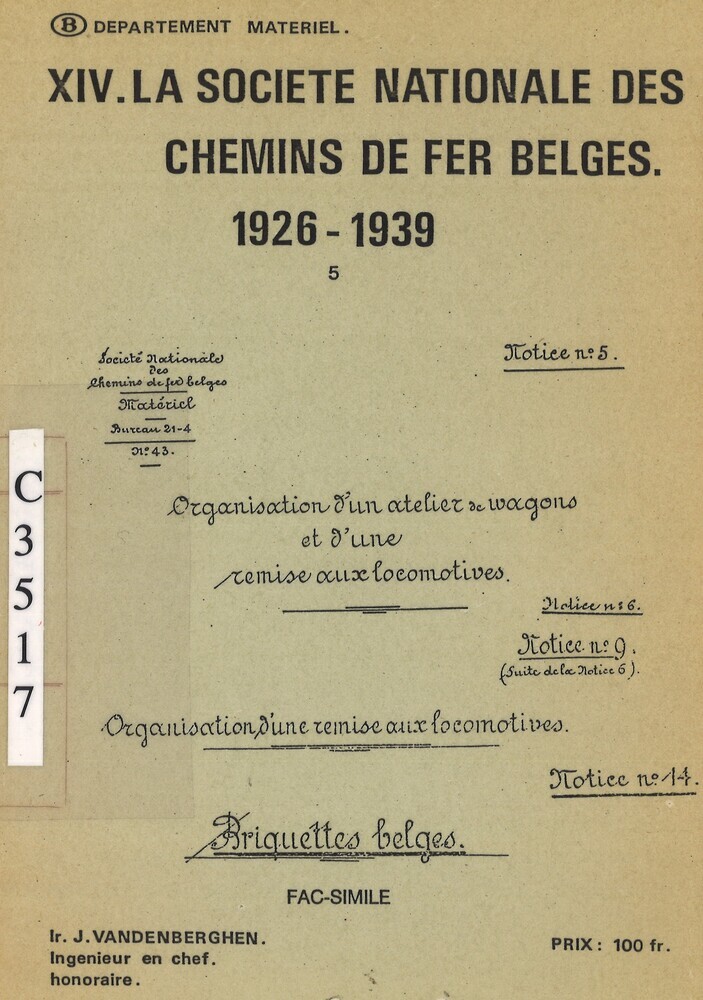 B DEPARTEMENT MATERIEL.
XIV. LA SOCIETE NATIONALE DES
CHEMINS DE FER BELGES.
1926 - 1939
5
Notice n° 5.
Société Nationale
des
Chemins de fer belges
Matériel
Bureau 21-4
N° 43.
C
3
5
1
7
Organisation d'un atelier de wagons
et d'une
remise aux locomotives.
Notice n° 6.
Notice n° 9.
(Suite de la Notice 6).
Organisation d'une remise aux locomotives.
Notice n° 14.
Briquettes belges.
FAC-SIMILE
Ir. J. VANDENBERGHEN.
Ingenieur en chef.
honoraire.
PRIX : 100 fr.